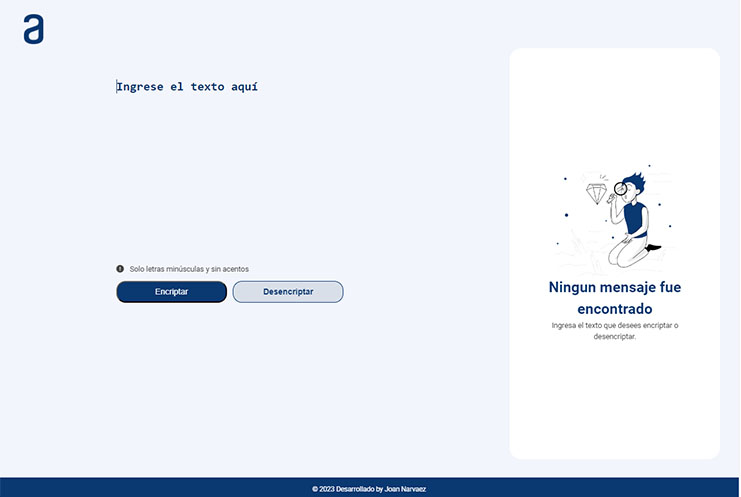 a
Ingrese el texto aquí
Solo letras minúsculas y sin acentos
Encriptar
Desencriptar
Ningun mensaje fue
encontrado
Ingresa el texto que desees encriptar o
desencriptar.
© 2023 Desarrollado by Joan Narvaez